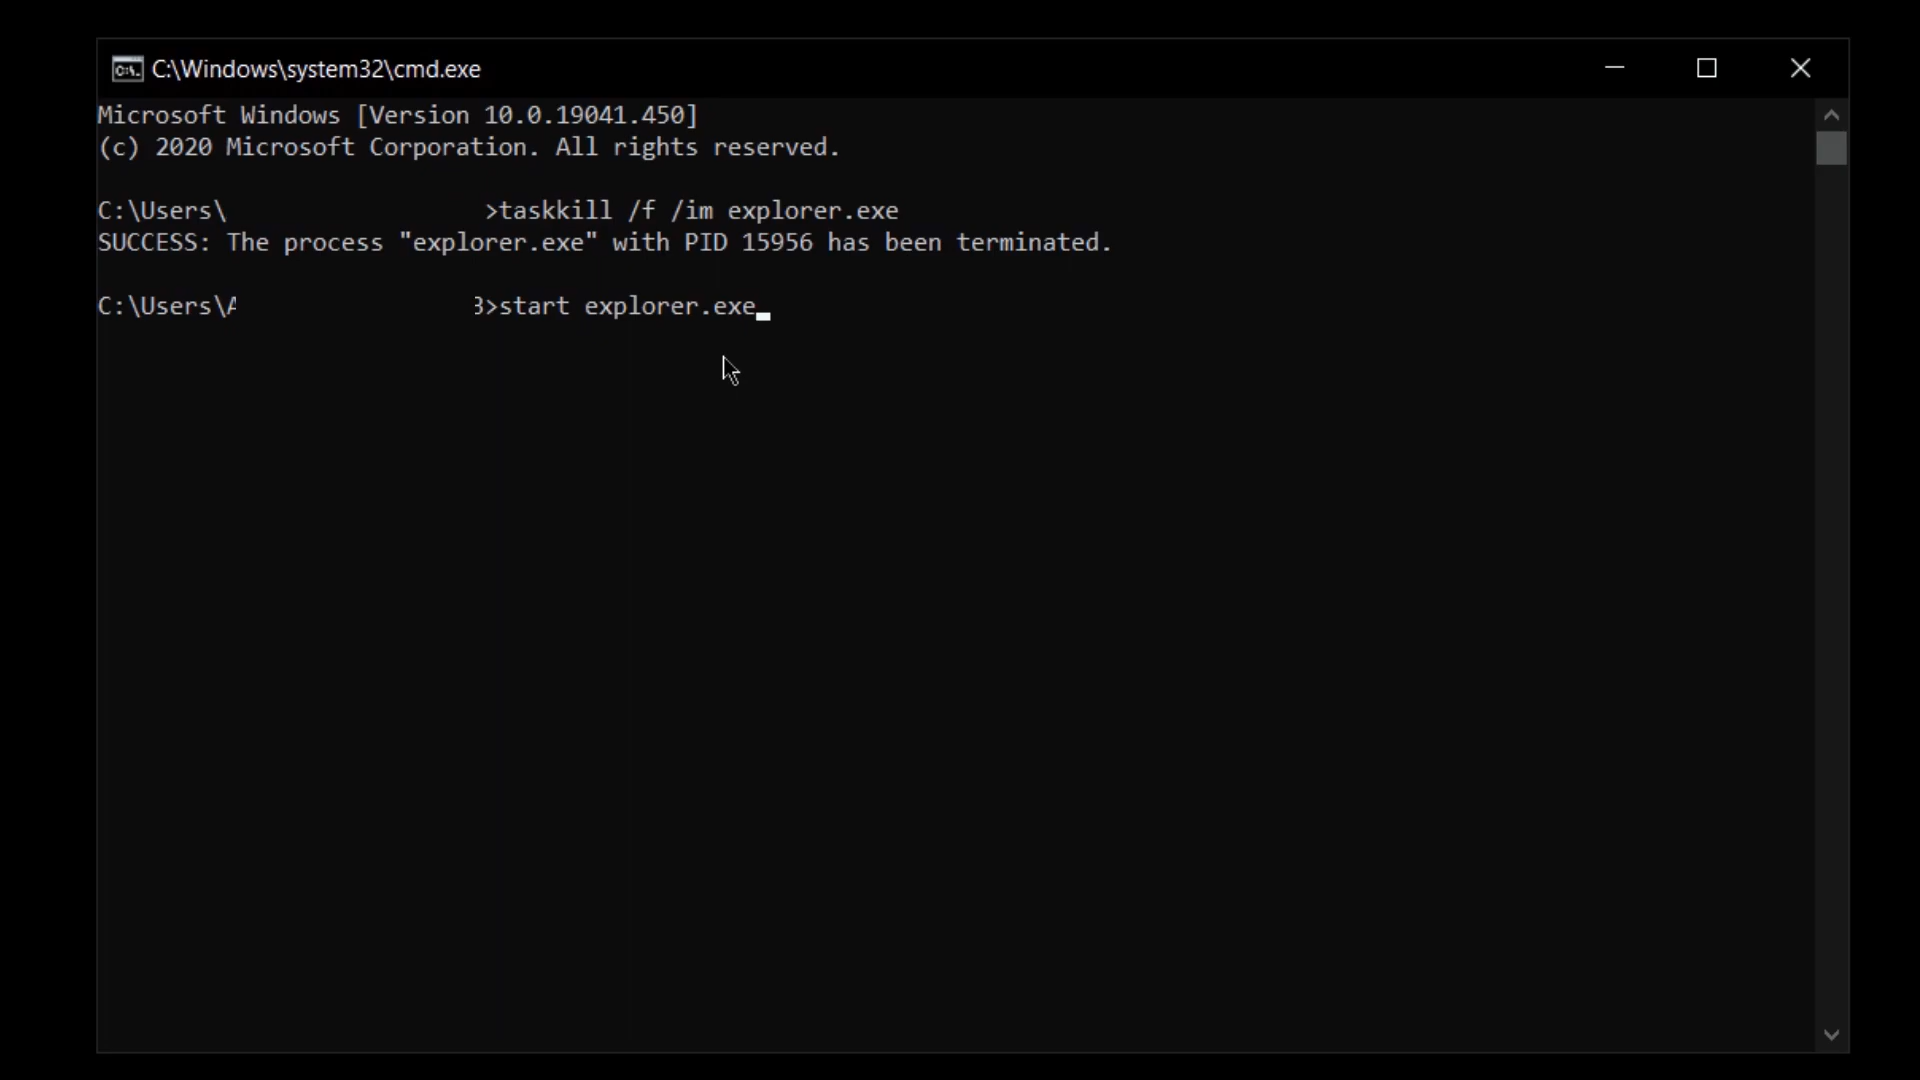 C:\Windows\system32\cmd.exe
Microsoft Windows [Version 10.0.19041.450]
(c) 2020 Microsoft Corporation. All rights reserved.
C:\Users\ >taskkill /f /im explorer.exe
SUCCESS: The process "explorer.exe" with PID 15956 has been terminated.
C:\Users\A 3>start explorer.exe